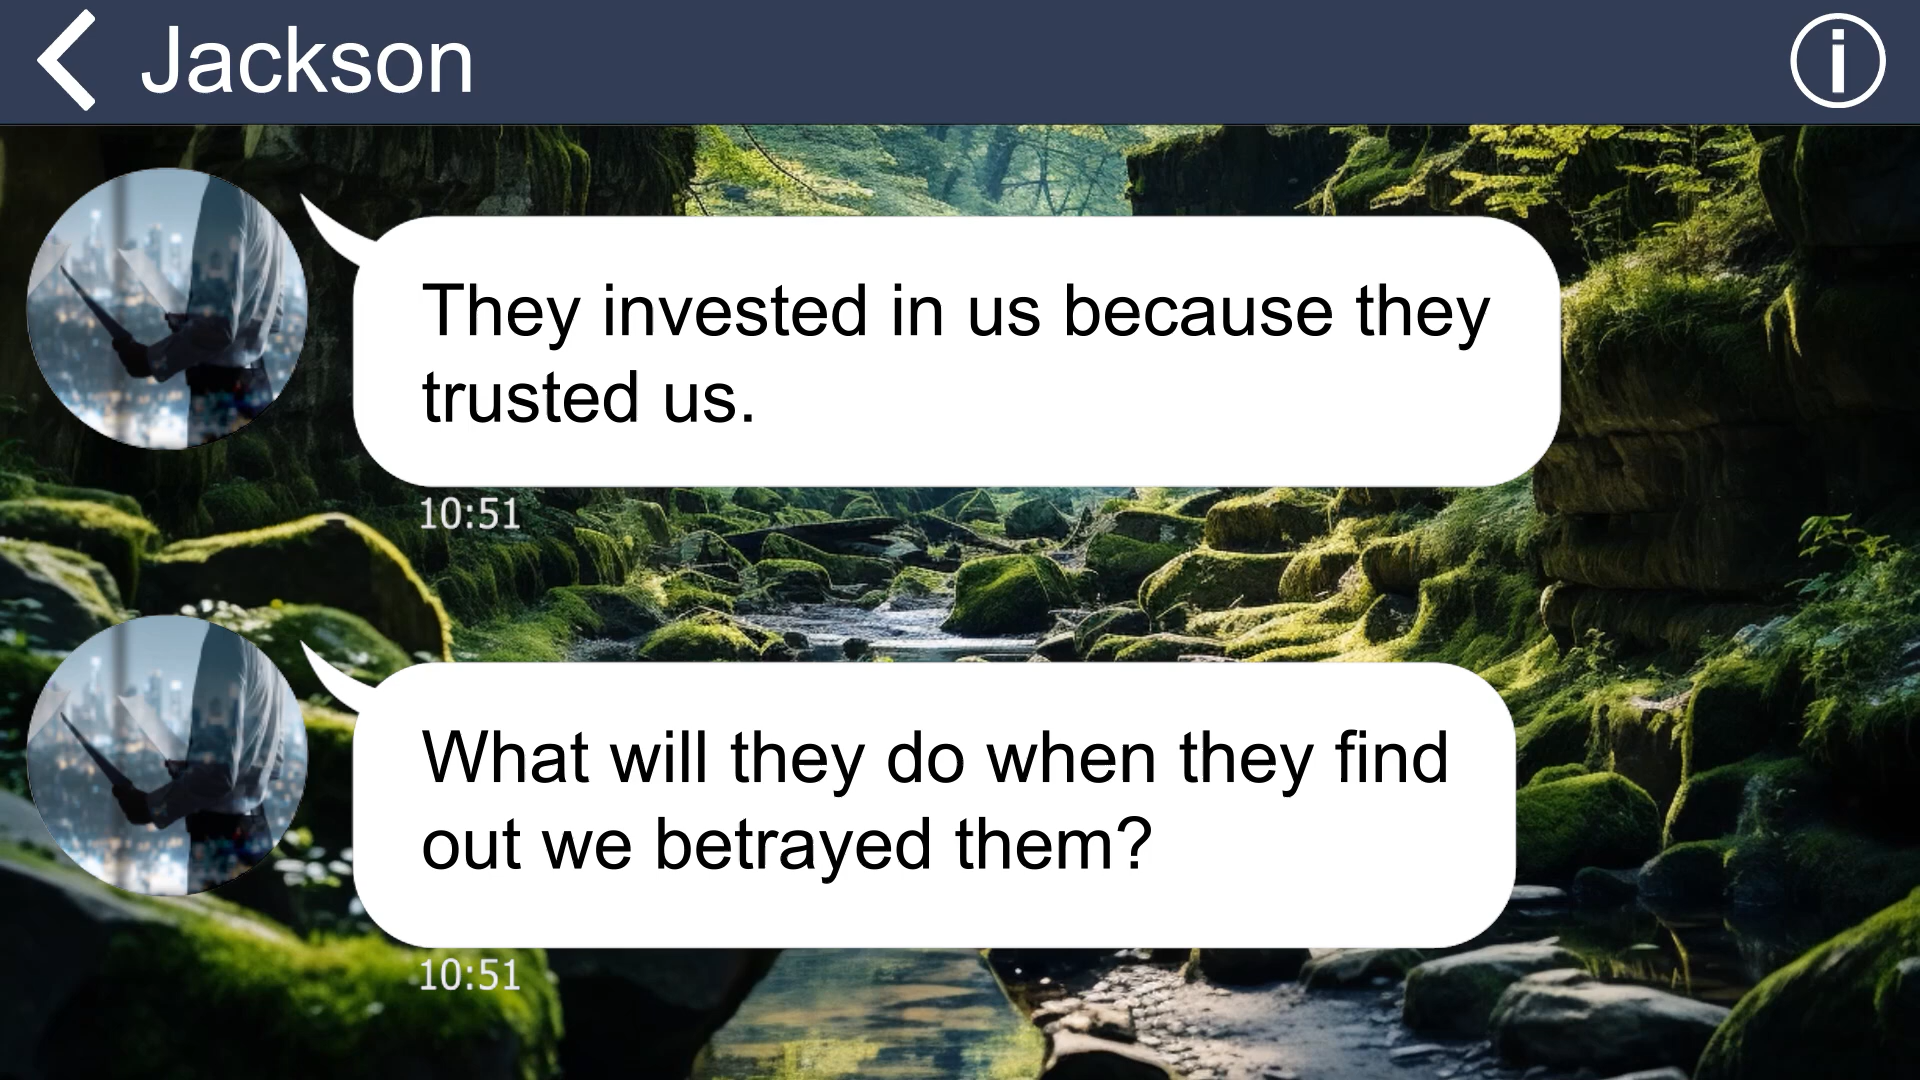 Jackson
They invested in us because they
trusted us.
10:51
What will they do when they find
out we betrayed them?
10:51